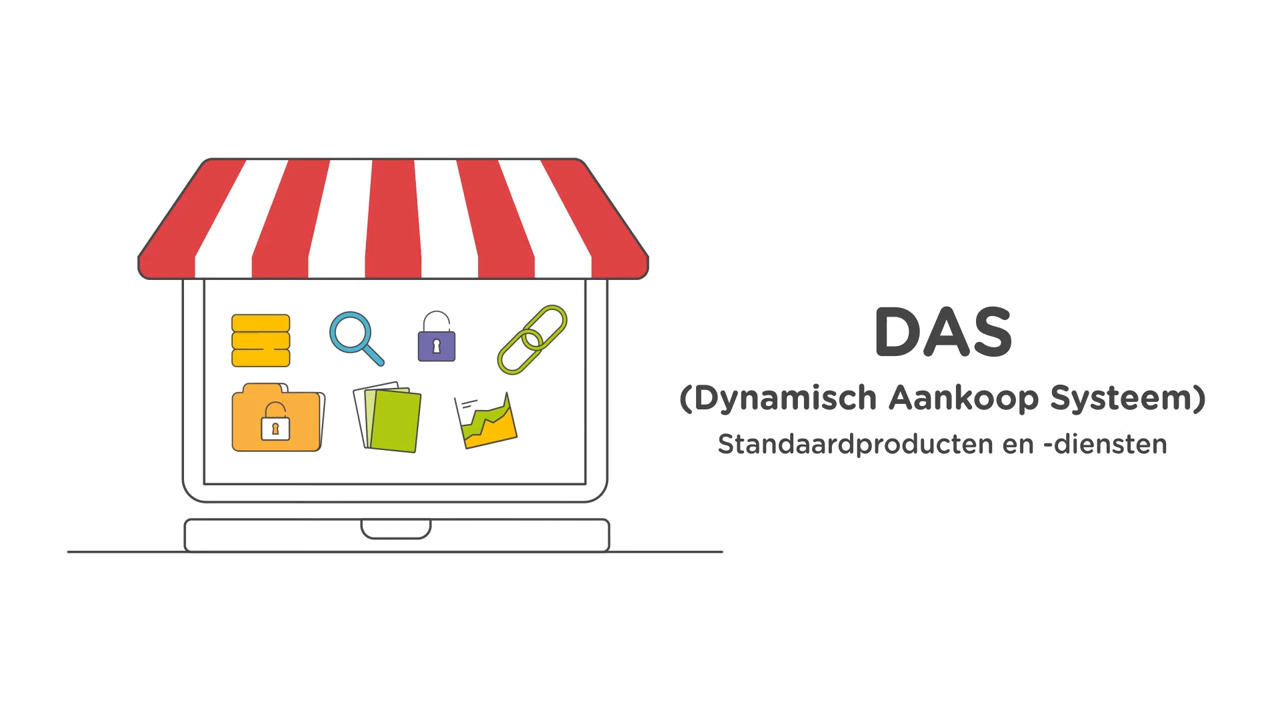 DAS
(Dynamisch Aankoop Systeem)
Standaardproducten en -diensten